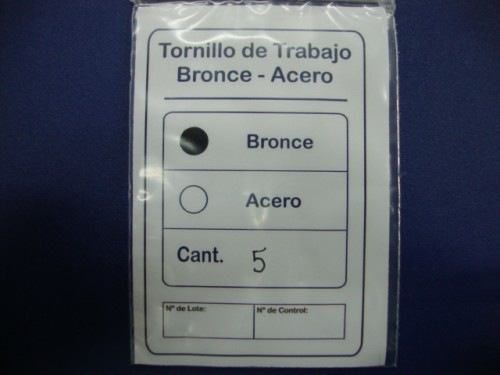 Tornillo de Trabajo
Bronce - Acero
Bronce
Acero
Cant. 5
Nº de Lote:
Nº de Control: